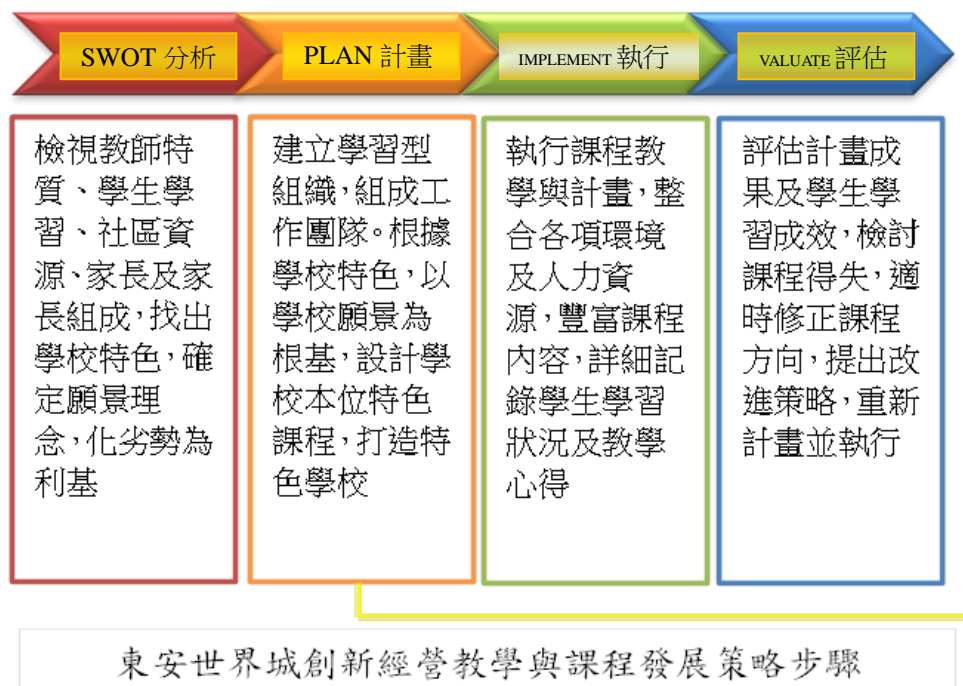 SWOT 分析
PLAN 計畫
IMPLEMENT 執行
VALUATE 評估
檢視教師特
質、學生學
習、社區資
源、家長及家
長組成，找出
學校特色，確
定願景理
念，化劣勢為
利基
建立學習型
組織，組成工
作團隊。根據
學校特色，以
學校願景為
根基，設計學
校本位特色
課程，打造特
色學校
執行課程教
學與計畫，整
合各項環境
及人力資
源，豐富課程
內容，詳細記
錄學生學習
狀況及教學
心得
評估計畫成
果及學生學
習成效，檢討
課程得失，適
時修正課程
方向，提出改
進策略，重新
計畫並執行
東安世界城創新經營教學與課程發展策略步驟